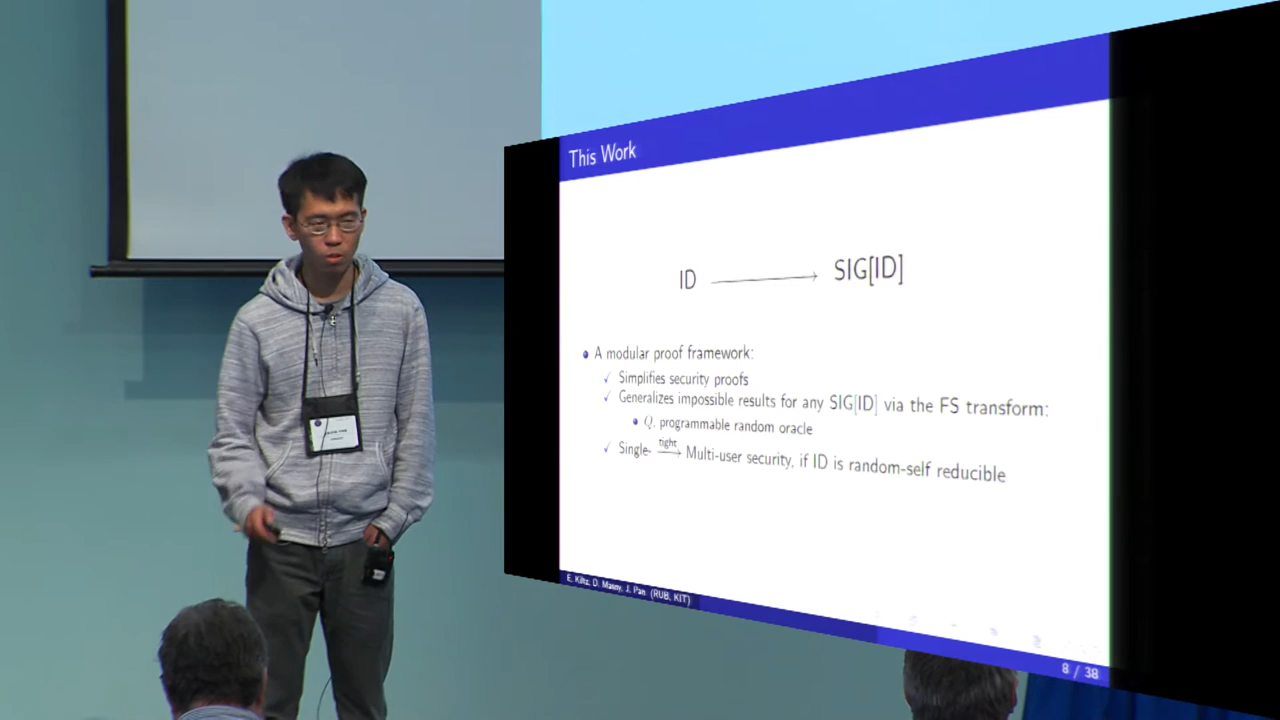 This Work
ID → SIG[ID]
A modular proof framework:
✓ Simplifies security proofs
✓ Generalizes impossible results for any SIG[ID] via the FS transform:
Q. programmable random oracle
✓ Single- tight→ Multi-user security, if ID is random-self reducible
E. Kiltz, D. Masny, J. Pan (RUB, KIT)
8 / 38